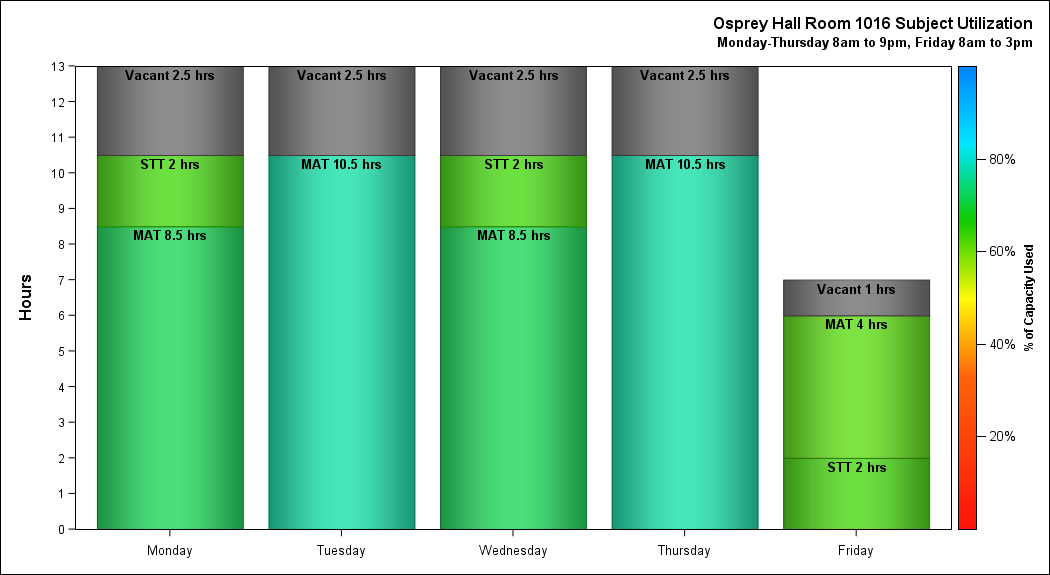 Osprey Hall Room 1016 Subject Utilization
Monday-Thursday 8am to 9pm, Friday 8am to 3pm
Hours
13
12
11
10
9
8
7
6
5
4
3
2
1
0
Vacant 2.5 hrs
STT 2 hrs
MAT 8.5 hrs
Vacant 2.5 hrs
MAT 10.5 hrs
Vacant 2.5 hrs
STT 2 hrs
MAT 8.5 hrs
Vacant 2.5 hrs
MAT 10.5 hrs
Vacant 1 hrs
MAT 4 hrs
STT 2 hrs
Monday
Tuesday
Wednesday
Thursday
Friday
80%
60%
40%
20%
% of Capacity Used